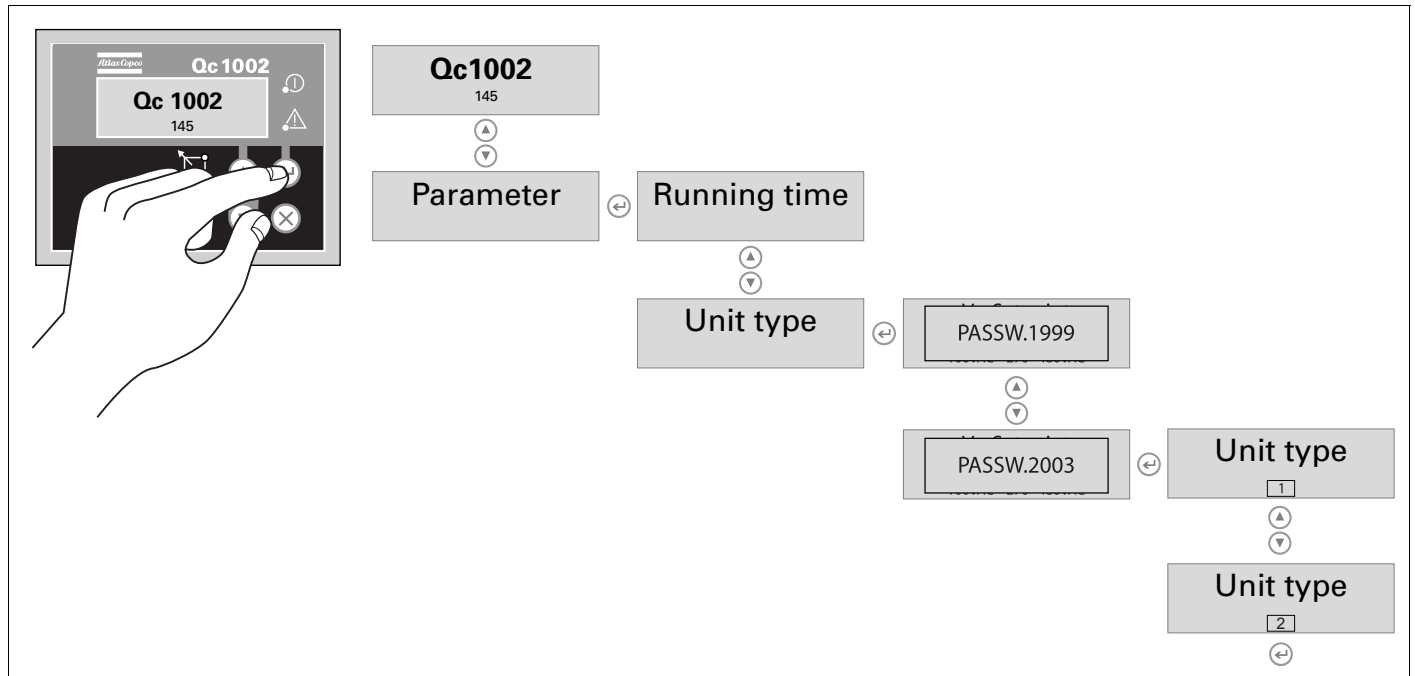 Atlas Copco
Qc1002
Qc 1002
145
Qc1002
145
Parameter
Running time
Unit type
PASSW.1999
PASSW.2003
Unit type
1
Unit type
2